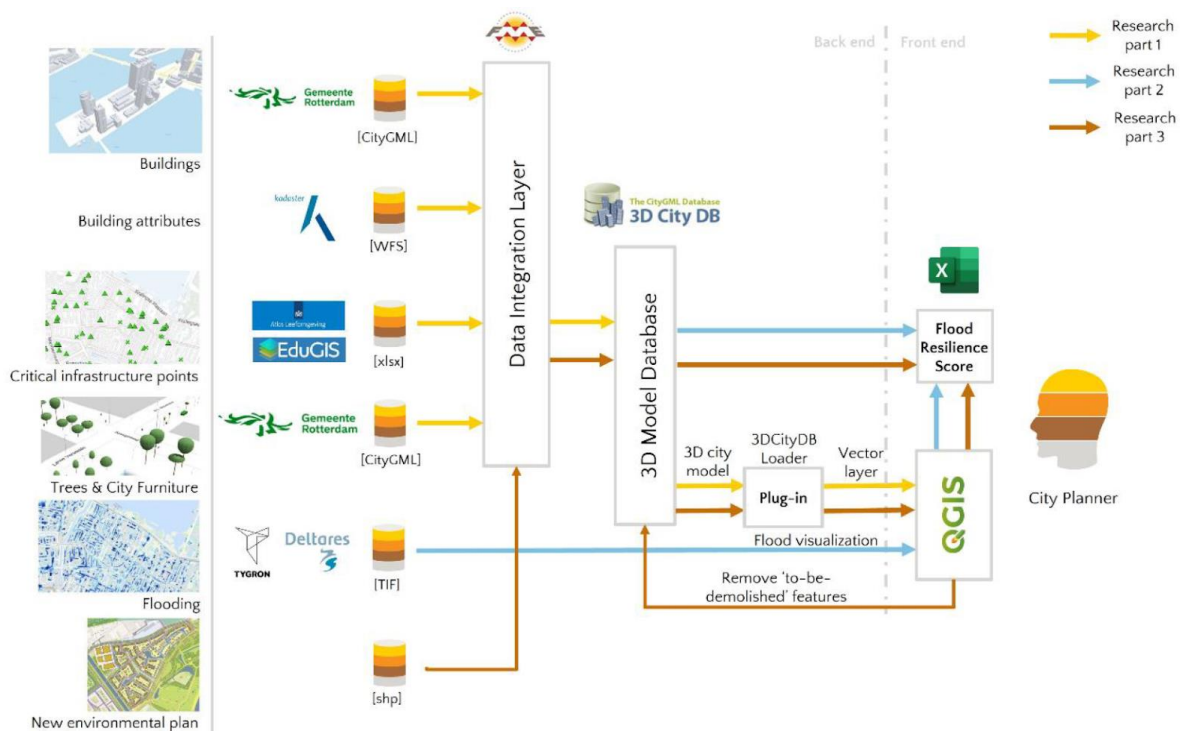 FME
Back end
Front end
Research
part 1
Research
part 2
Research
part 3
Buildings
Gemeente
Rotterdam
[CityGML]
Building attributes
kadaster
[WFS]
Data Integration Layer
The CityGML Database
3D City DB
Critical infrastructure points
Atlas Leefomgeving
EduGIS
[xlsx]
3D Model Database
X
Flood
Resilience
Score
Trees & City Furniture
Gemeente
Rotterdam
[CityGML]
3D city
model
3DCityDB
Loader
Plug-in
Vector
layer
QGIS
City Planner
Flooding
TYGRON
Deltares
[TIF]
Flood visualization
Remove 'to-be-
demolished' features
New environmental plan
[shp]